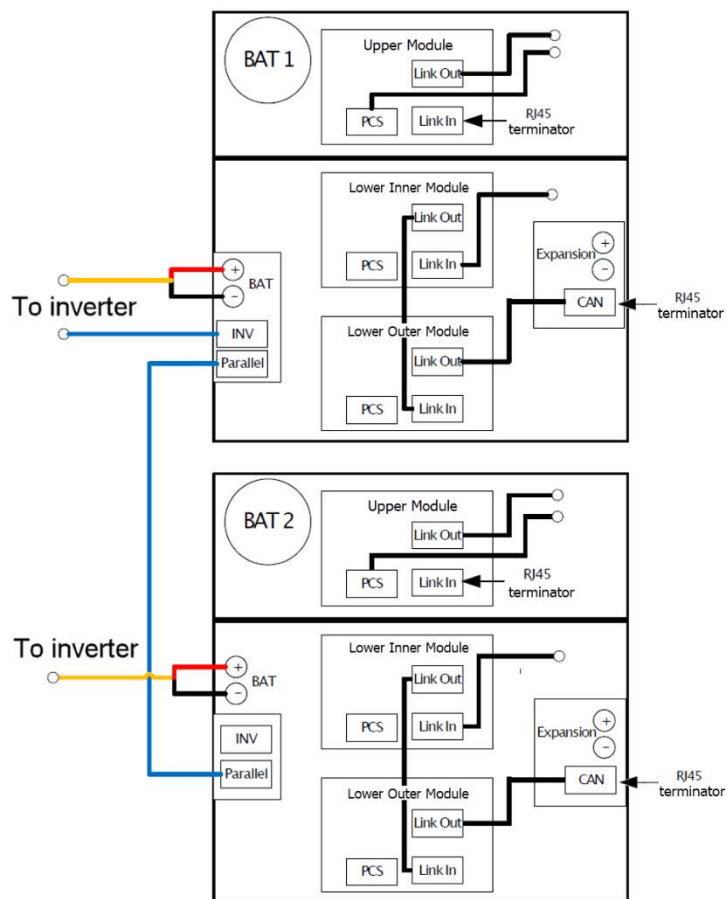 BAT 1
Upper Module
Link Out
PCS
Link In
RJ45
terminator
Lower Inner Module
Link Out
PCS
Link In
Expansion
+
−
CAN
RJ45
terminator
To inverter
+
−
BAT
INV
Parallel
Lower Outer Module
Link Out
PCS
Link In
BAT 2
Upper Module
Link Out
PCS
Link In
RJ45
terminator
To inverter
+
−
BAT
INV
Parallel
Lower Inner Module
Link Out
PCS
Link In
Expansion
+
−
CAN
RJ45
terminator
Lower Outer Module
Link Out
PCS
Link In